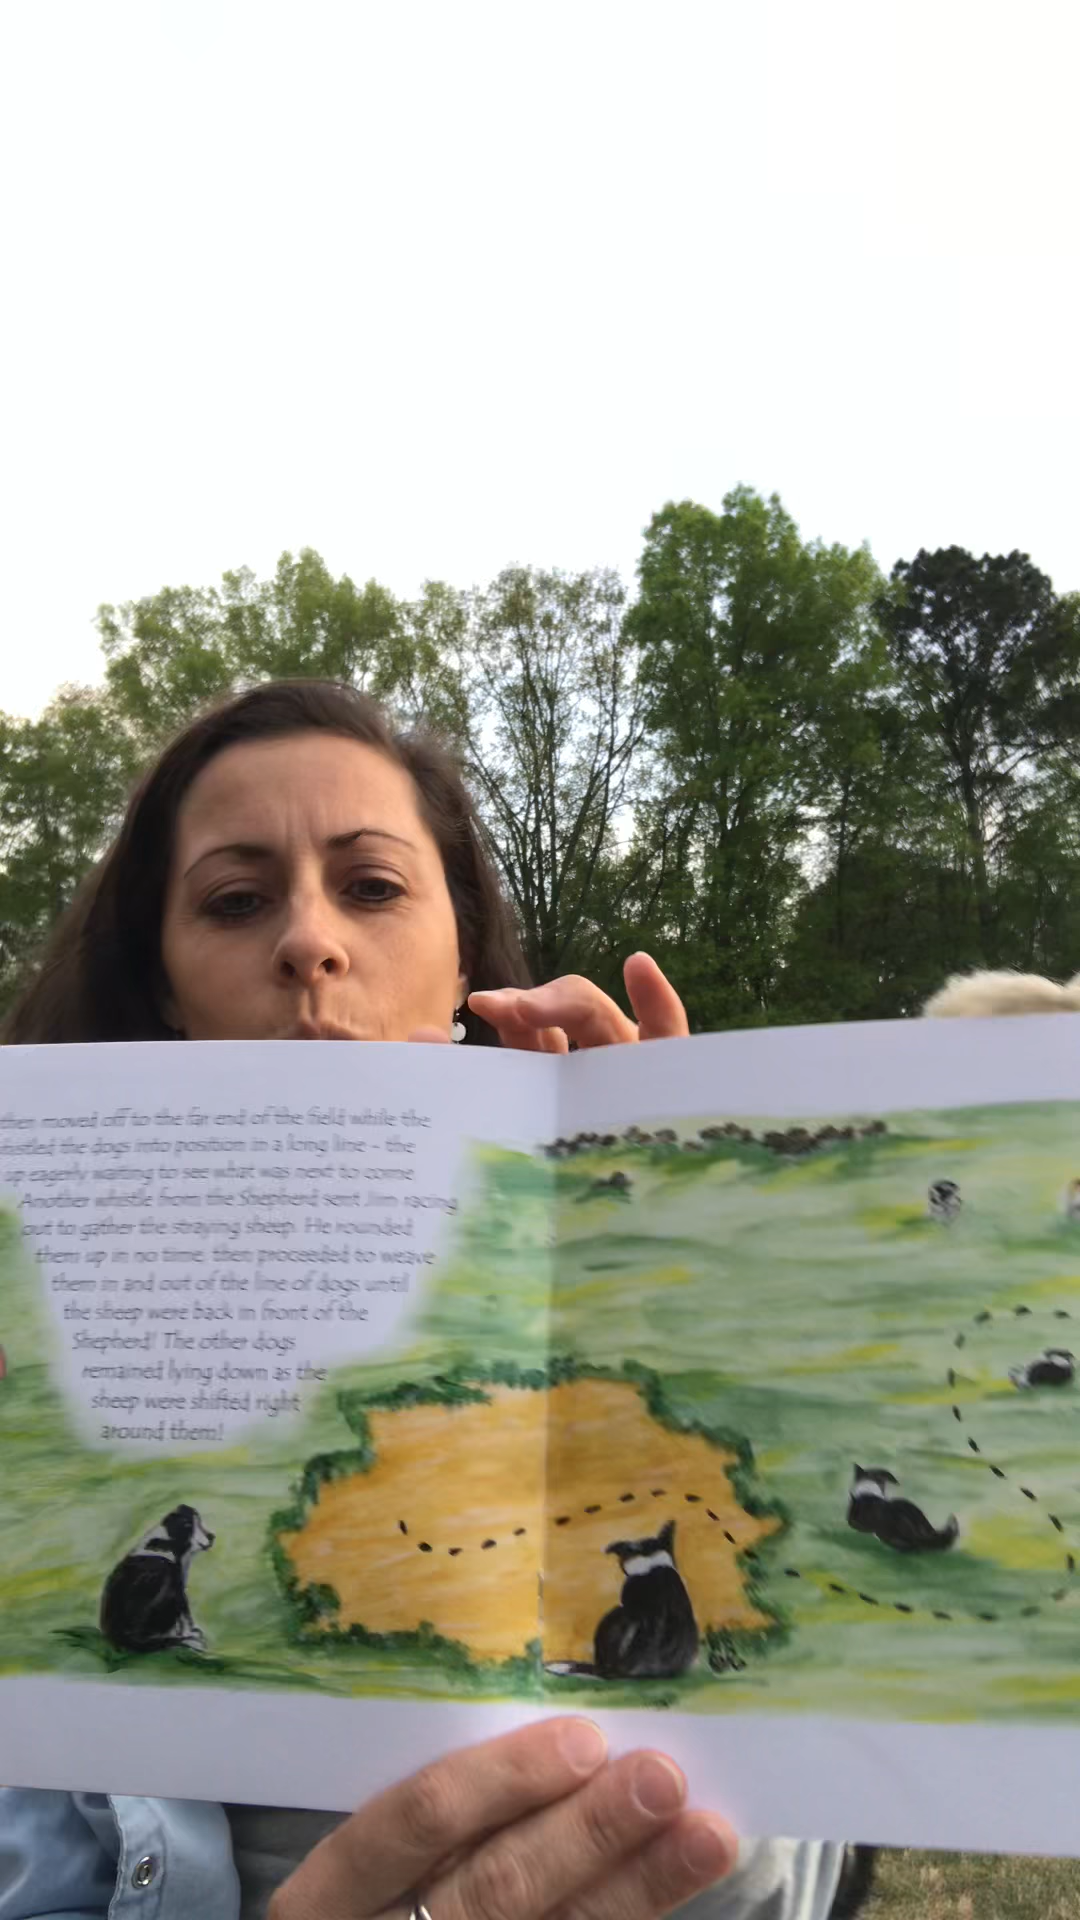 then moved off to the far end of the field while the
whistled the dogs into position in a long line – the
up eagerly waiting to see what was next to come
Another whistle from the Shepherd sent Jim racing
out to gather the straying sheep. He rounded
them up in no time, then proceeded to weave
them in and out of the line of dogs until
the sheep were back in front of the
Shepherd! The other dogs
remained lying down as the
sheep were shifted right
around them!